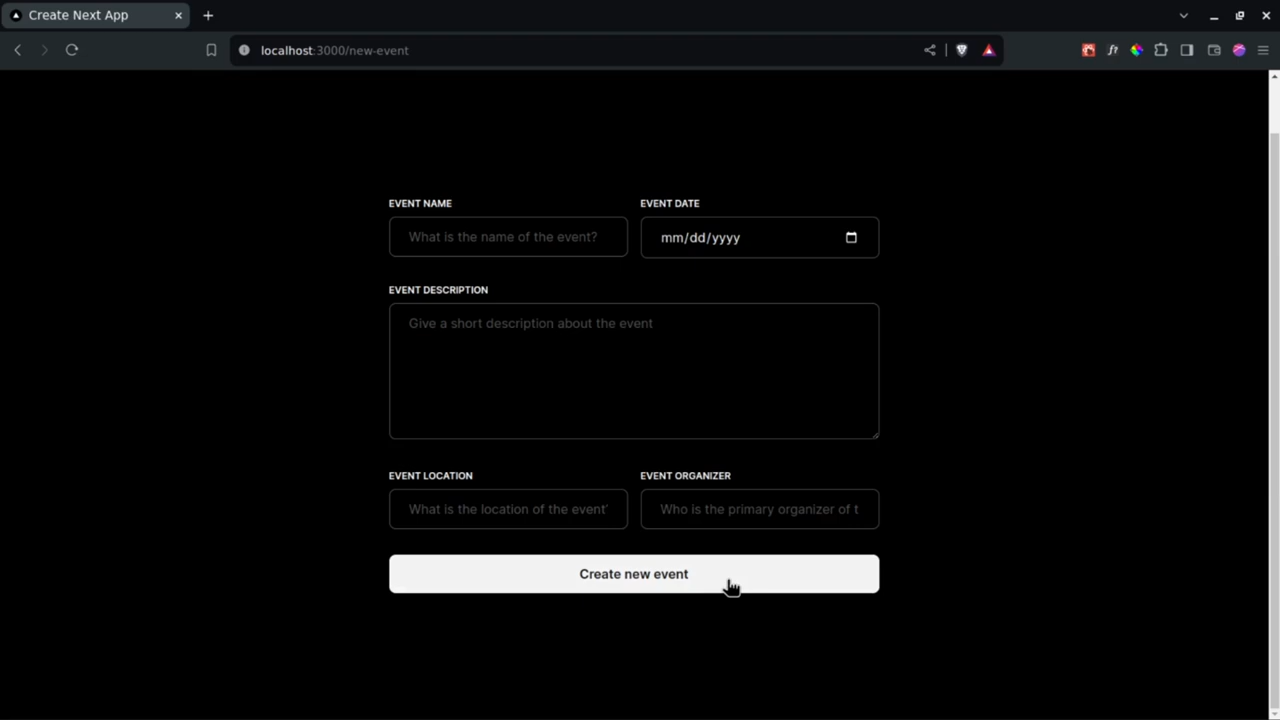 Create Next App
localhost:3000/new-event
EVENT NAME
What is the name of the event?
EVENT DATE
mm/dd/yyyy
EVENT DESCRIPTION
Give a short description about the event
EVENT LOCATION
What is the location of the event'
EVENT ORGANIZER
Who is the primary organizer of t
Create new event